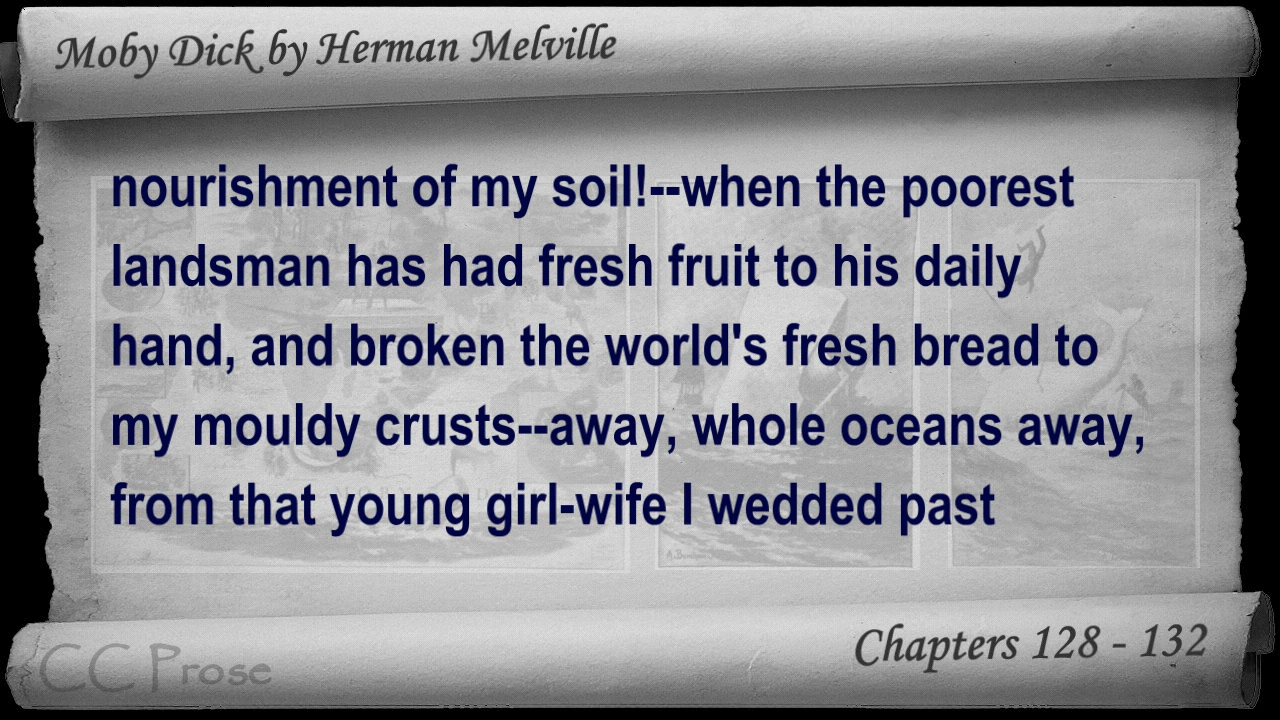 Moby Dick by Herman Melville
nourishment of my soil!--when the poorest
landsman has had fresh fruit to his daily
hand, and broken the world's fresh bread to
my mouldy crusts--away, whole oceans away,
from that young girl-wife I wedded past
Chapters 128 - 132
CC Prose